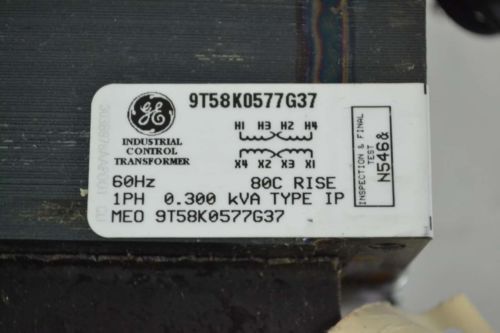 9T58K0577G37
GE
INDUSTRIAL
CONTROL
TRANSFORMER
H1 H3 H2 H4
X4 X2 X3 X1
60Hz 80C RISE
1PH 0.300 kVA TYPE IP
MEO 9T58K0577G37
INSPECTION & FINAL
TEST
N546&